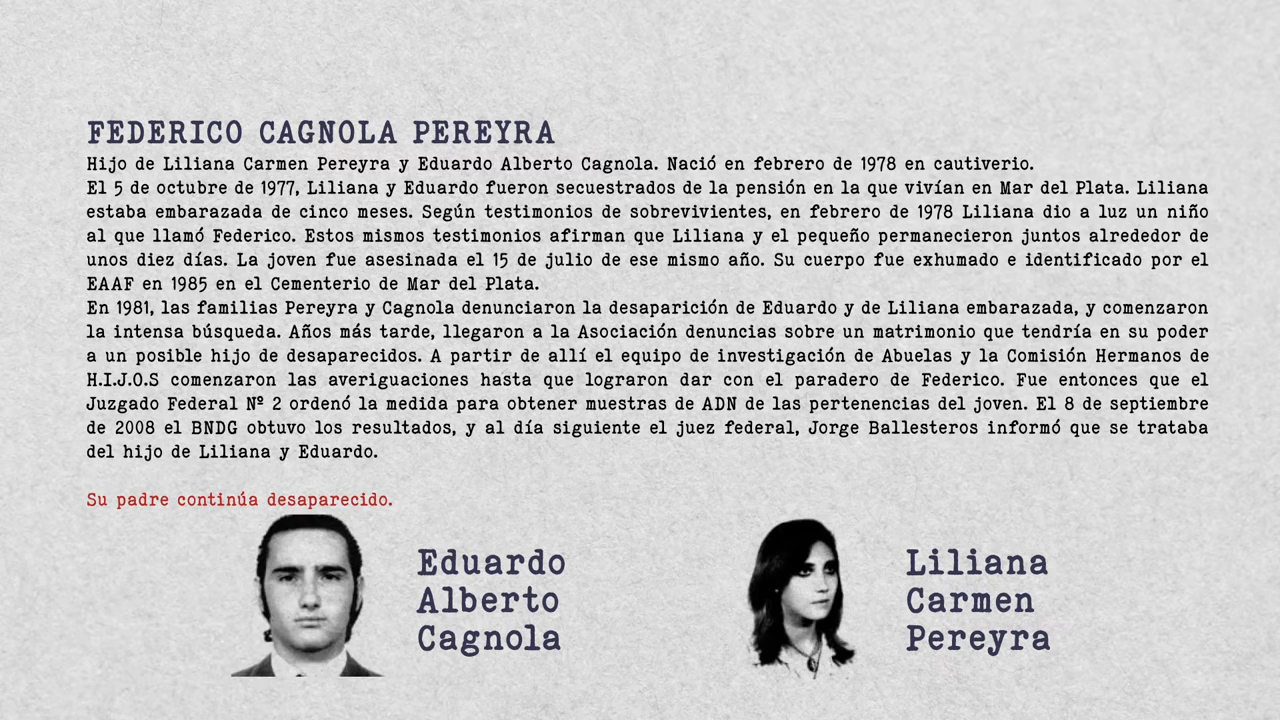 FEDERICO CAGNOLA PEREYRA
Hijo de Liliana Carmen Pereyra y Eduardo Alberto Cagnola. Nació en febrero de 1978 en cautiverio.
El 5 de octubre de 1977, Liliana y Eduardo fueron secuestrados de la pensión en la que vivían en Mar del Plata. Liliana
estaba embarazada de cinco meses. Según testimonios de sobrevivientes, en febrero de 1978 Liliana dio a luz un niño
al que llamó Federico. Estos mismos testimonios afirman que Liliana y el pequeño permanecieron juntos alrededor de
unos diez días. La joven fue asesinada el 15 de julio de ese mismo año. Su cuerpo fue exhumado e identificado por el
EAAF en 1985 en el Cementerio de Mar del Plata.
En 1981, las familias Pereyra y Cagnola denunciaron la desaparición de Eduardo y de Liliana embarazada, y comenzaron
la intensa búsqueda. Años más tarde, llegaron a la Asociación denuncias sobre un matrimonio que tendría en su poder
a un posible hijo de desaparecidos. A partir de allí el equipo de investigación de Abuelas y la Comisión Hermanos de
H.I.J.O.S comenzaron las averiguaciones hasta que lograron dar con el paradero de Federico. Fue entonces que el
Juzgado Federal Nº 2 ordenó la medida para obtener muestras de ADN de las pertenencias del joven. El 8 de septiembre
de 2008 el BNDG obtuvo los resultados, y al día siguiente el juez federal, Jorge Ballesteros informó que se trataba
del hijo de Liliana y Eduardo.
Su padre continúa desaparecido.
Eduardo
Alberto
Cagnola
Liliana
Carmen
Pereyra